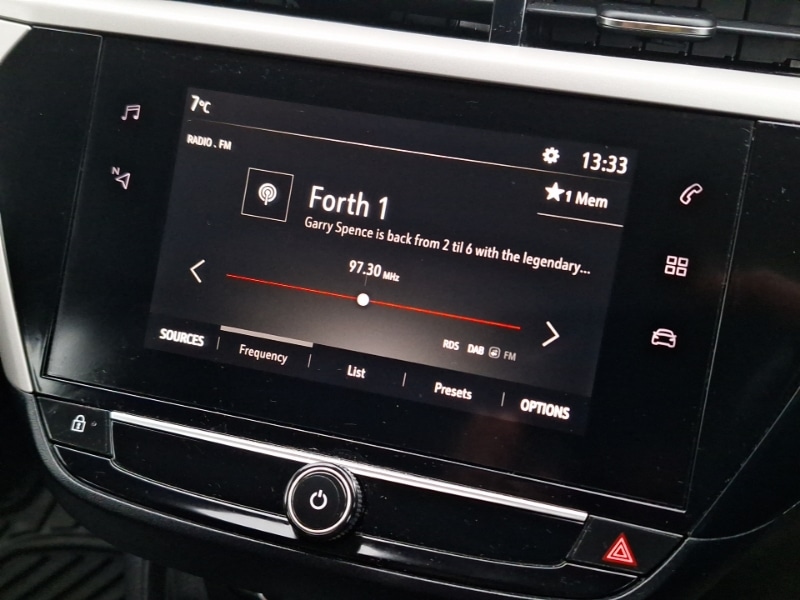 7°C
13:33
RADIO . FM
1 Mem
Forth 1
Garry Spence is back from 2 til 6 with the legendary...
97.30 MHz
N
RDS DAB FM
SOURCES Frequency List Presets OPTIONS